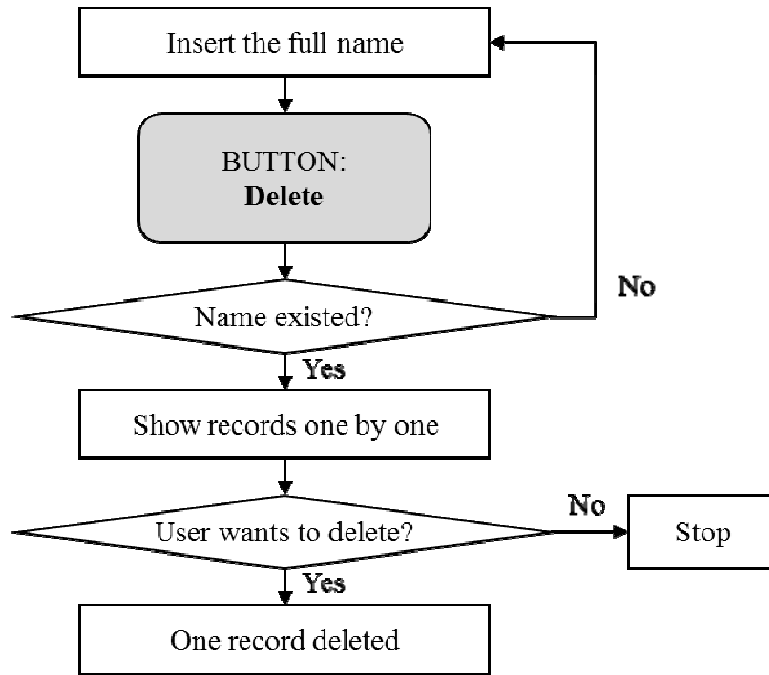 Insert the full name
BUTTON:
Delete
Name existed?
No
Yes
Show records one by one
User wants to delete?
No
Stop
Yes
One record deleted